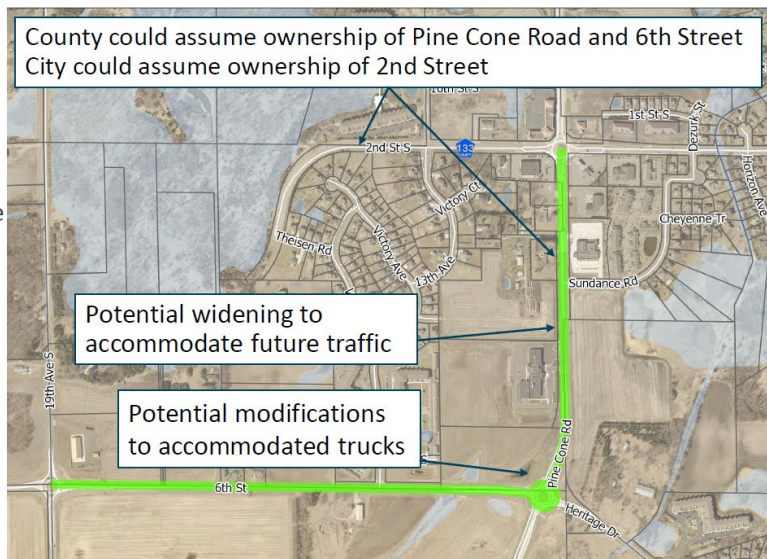 County could assume ownership of Pine Cone Road and 6th Street
City could assume ownership of 2nd Street
10th St S
1st St S
Dezurk St
Horizon Ave
2nd St S
133
Victory Ct
Cheyenne Tr
Theisen Rd
Victory Ave
13th Ave
Sundance Rd
Potential widening to
accommodate future traffic
19th Ave S
Potential modifications
to accommodated trucks
S
Pine Cone Rd
6th St
Heritage Dr